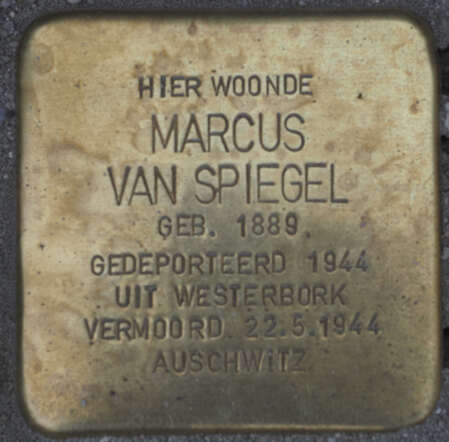 HIER WOONDE
MARCUS
VAN SPIEGEL
GEB. 1889
GEDEPORTEERD 1944
UIT WESTERBORK
VERMOORD 22.5.1944
AUSCHWiTZ